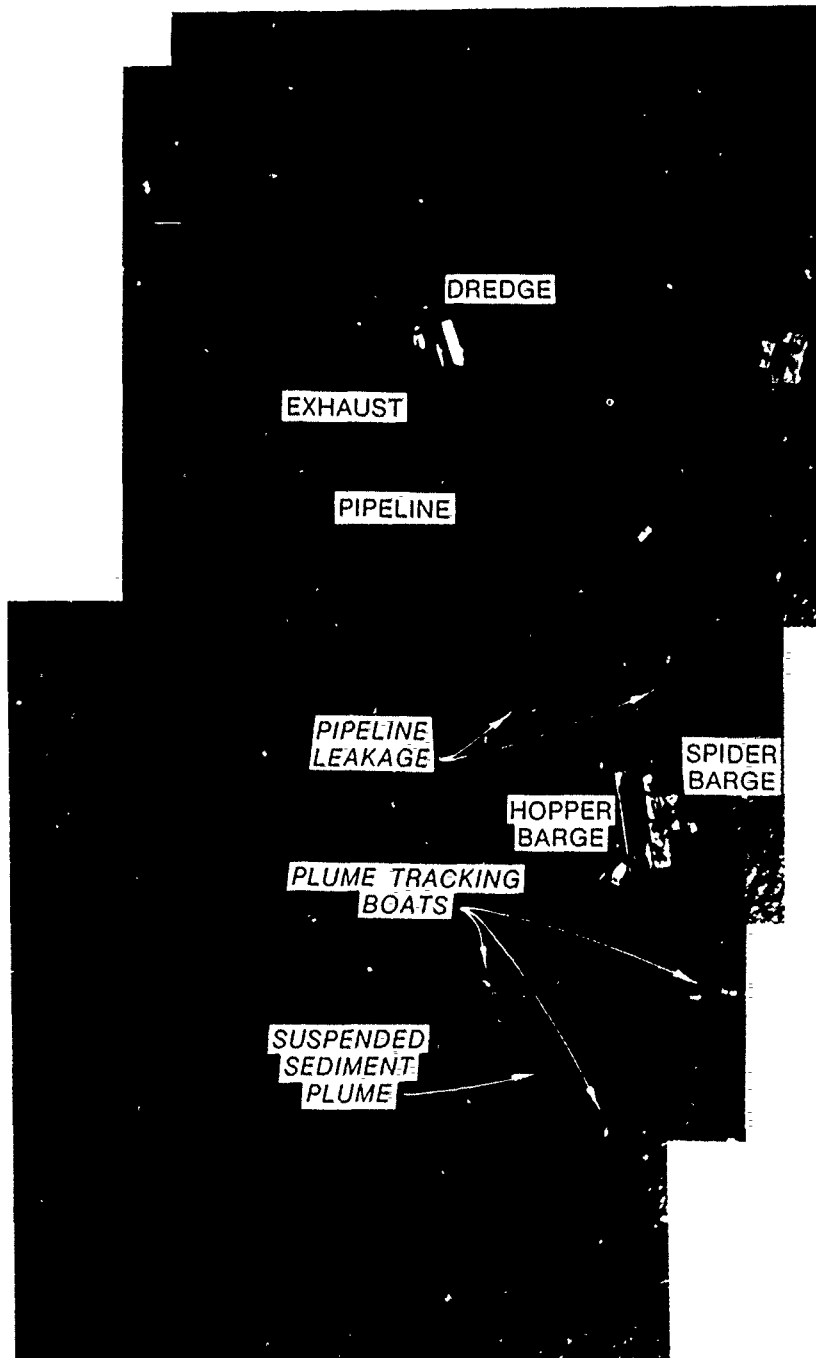 DREDGE
EXHAUST
PIPELINE
PIPELINE
LEAKAGE
SPIDER
BARGE
HOPPER
BARGE
PLUME TRACKING
BOATS
SUSPENDED
SEDIMENT
PLUME